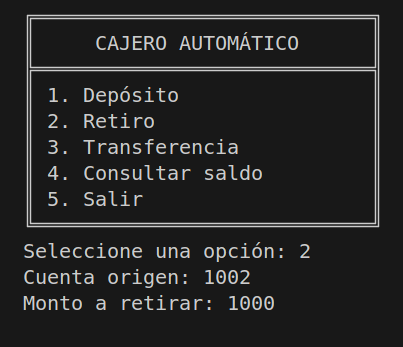 CAJERO AUTOMÁTICO
1. Depósito
2. Retiro
3. Transferencia
4. Consultar saldo
5. Salir
Seleccione una opción: 2
Cuenta origen: 1002
Monto a retirar: 1000